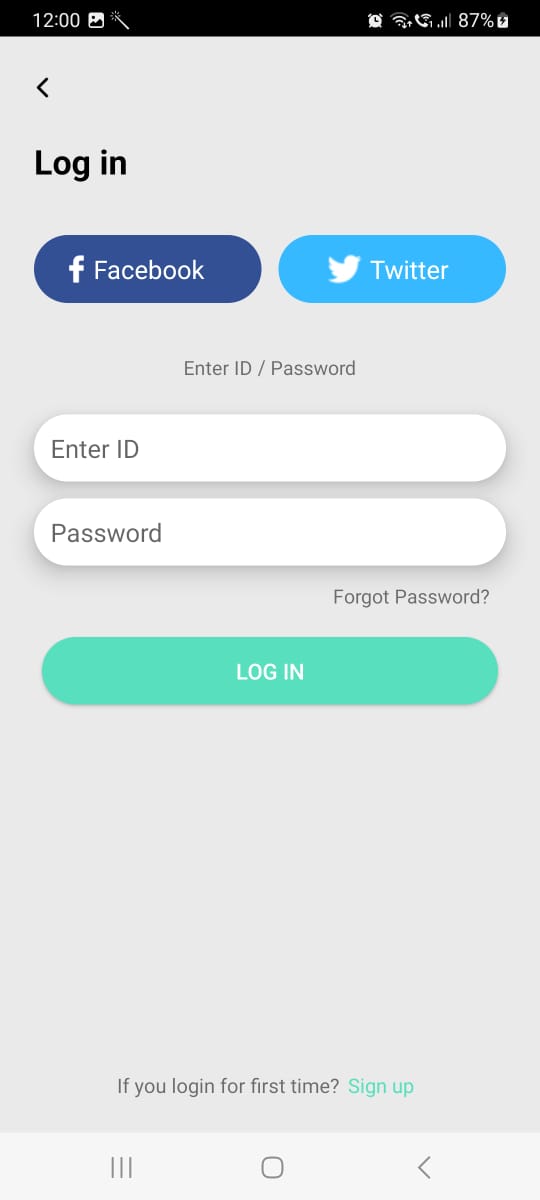 12:00 87%
Log in
Facebook Twitter
Enter ID / Password
Enter ID
Password
Forgot Password?
LOG IN
If you login for first time? Sign up